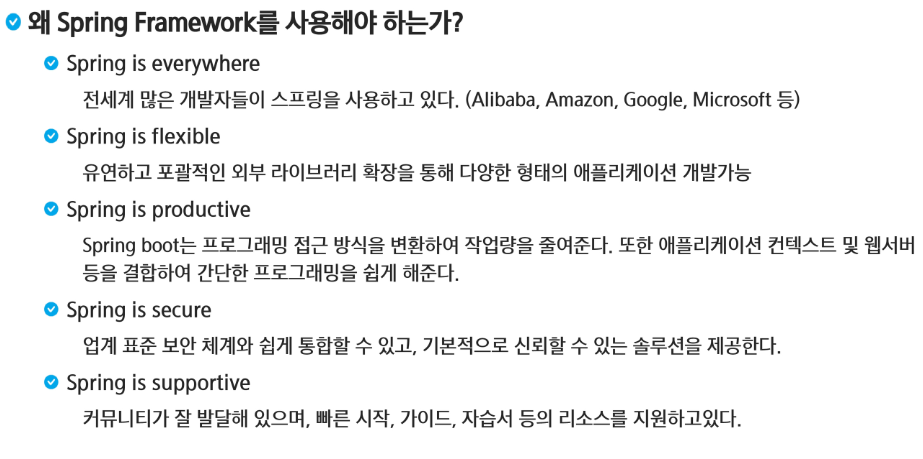 왜 Spring Framework를 사용해야 하는가?
Spring is everywhere
전세계 많은 개발자들이 스프링을 사용하고 있다. (Alibaba, Amazon, Google, Microsoft 등)
Spring is flexible
유연하고 포괄적인 외부 라이브러리 확장을 통해 다양한 형태의 애플리케이션 개발가능
Spring is productive
Spring boot는 프로그래밍 접근 방식을 변환하여 작업량을 줄여준다. 또한 애플리케이션 컨텍스트 및 웹서버
등을 결합하여 간단한 프로그래밍을 쉽게 해준다.
Spring is secure
업계 표준 보안 체계와 쉽게 통합할 수 있고, 기본적으로 신뢰할 수 있는 솔루션을 제공한다.
Spring is supportive
커뮤니티가 잘 발달해 있으며, 빠른 시작, 가이드, 자습서 등의 리소스를 지원하고있다.